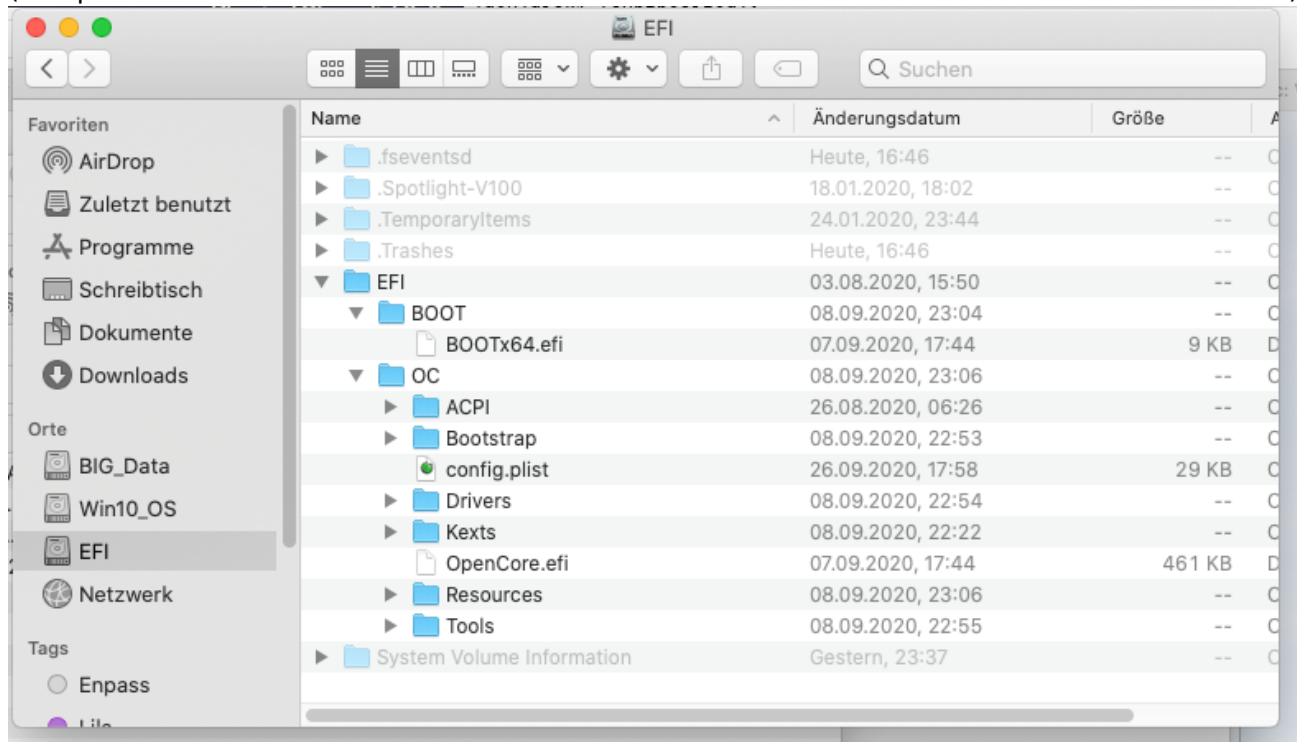 EFI
Suchen
Favoriten
AirDrop
Zuletzt benutzt
Programme
Schreibtisch
Dokumente
Downloads
Orte
BIG_Data
Win10_OS
EFI
Netzwerk
Tags
Enpass
Name Änderungsdatum Größe
.fseventsd Heute, 16:46 --
.Spotlight-V100 18.01.2020, 18:02 --
.TemporaryItems 24.01.2020, 23:44 --
.Trashes Heute, 16:46 --
EFI 03.08.2020, 15:50 --
BOOT 08.09.2020, 23:04 --
BOOTx64.efi 07.09.2020, 17:44 9 KB
OC 08.09.2020, 23:06 --
ACPI 26.08.2020, 06:26 --
Bootstrap 08.09.2020, 22:53 --
config.plist 26.09.2020, 17:58 29 KB
Drivers 08.09.2020, 22:54 --
Kexts 08.09.2020, 22:22 --
OpenCore.efi 07.09.2020, 17:44 461 KB
Resources 08.09.2020, 23:06 --
Tools 08.09.2020, 22:55 --
System Volume Information Gestern, 23:37 --